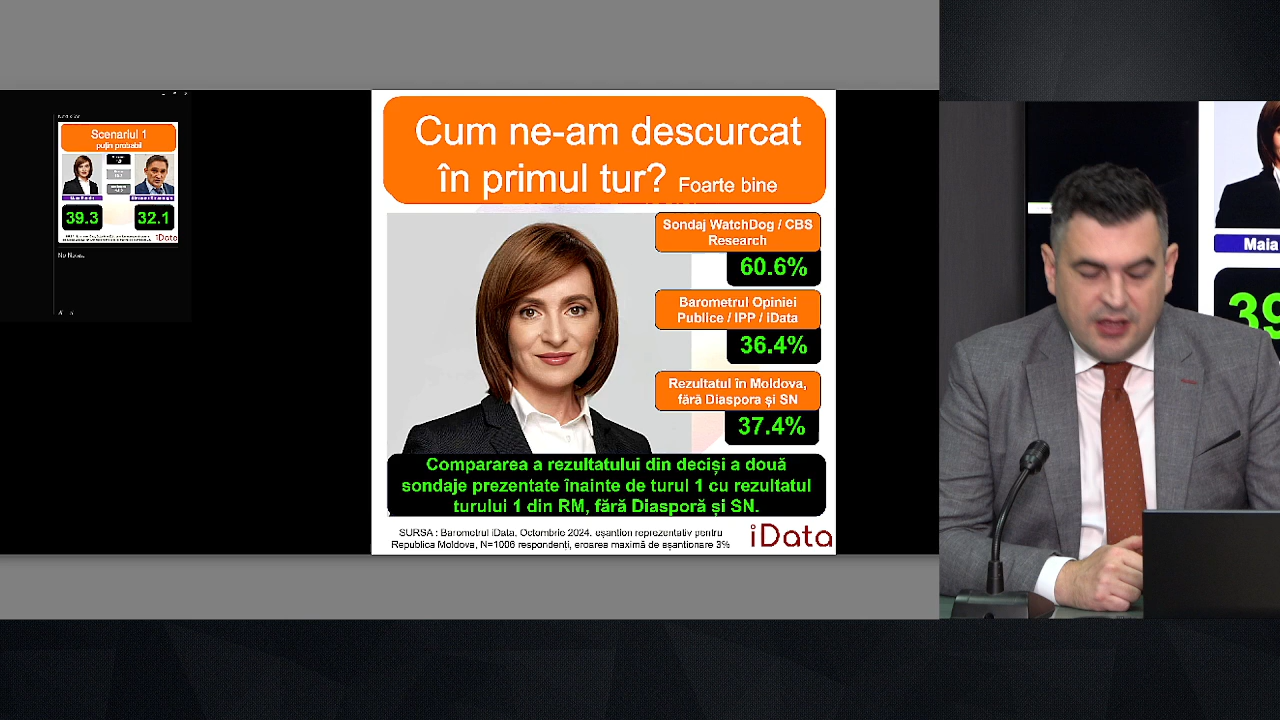 Scenariul 1
puțin probabil
39.3
32.1
iData
No Notes.
Cum ne-am descurcat
în primul tur? Foarte bine
Sondaj WatchDog / CBS
Research
60.6%
Barometrul Opiniei
Publice / IPP / iData
36.4%
Rezultatul în Moldova,
fără Diaspora și SN
37.4%
Compararea a rezultatului din deciși a două
sondaje prezentate înainte de turul 1 cu rezultatul
turului 1 din RM, fără Diasporă și SN.
SURSA : Barometrul iData, Octombrie 2024, eșantion reprezentativ pentru
Republica Moldova, N=1006 respondenți, eroarea maximă de eșantionare 3%
iData
Maia
39